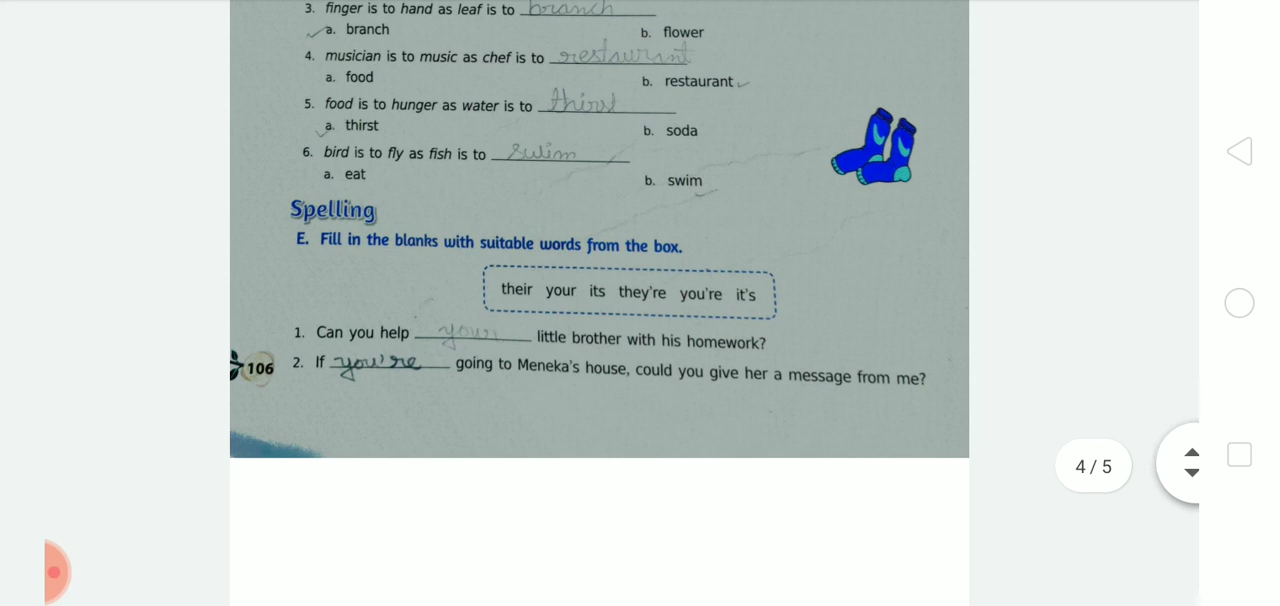 3. finger is to hand as leaf is to branch
a. branch b. flower
4. musician is to music as chef is to resturant
a. food b. restaurant
5. food is to hunger as water is to thirst
a. thirst b. soda
6. bird is to fly as fish is to swim
a. eat b. swim
Spelling
E. Fill in the blanks with suitable words from the box.
their your its they're you're it's
1. Can you help your little brother with his homework?
106 2. If you're going to Meneka's house, could you give her a message from me?
4 / 5